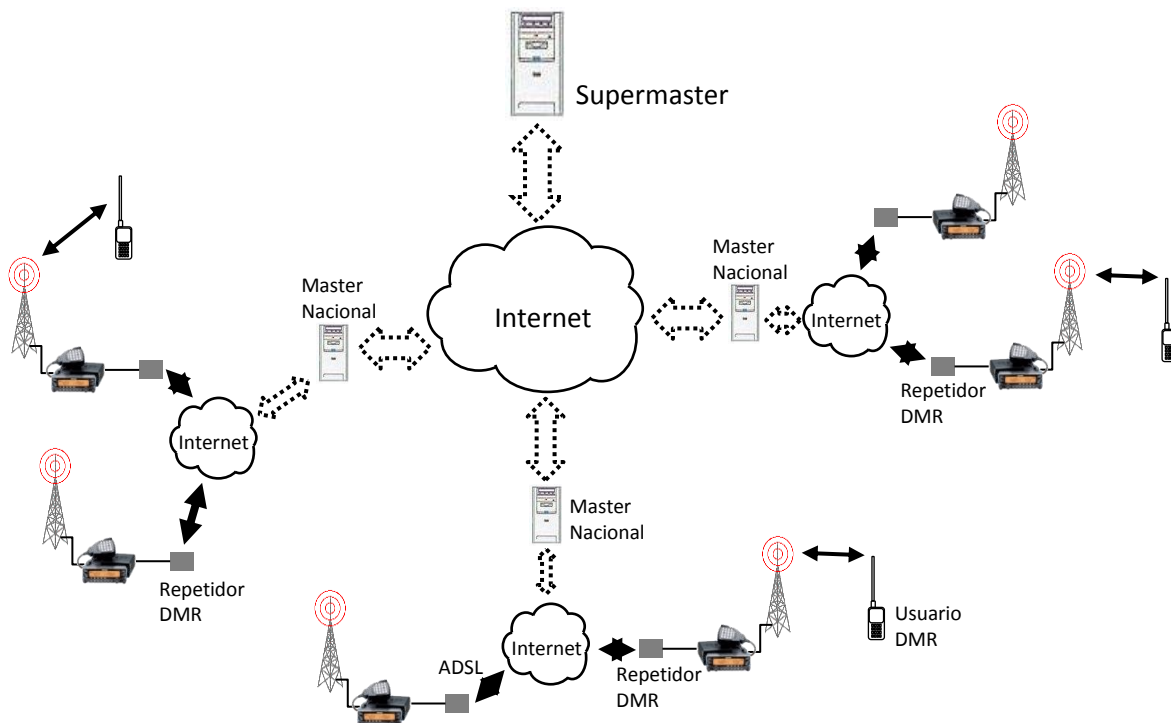 Supermaster
Master
Nacional
Internet
Master
Nacional
Internet
Repetidor
DMR
Internet
Repetidor
DMR
Master
Nacional
Internet
ADSL
Repetidor
DMR
Usuario
DMR